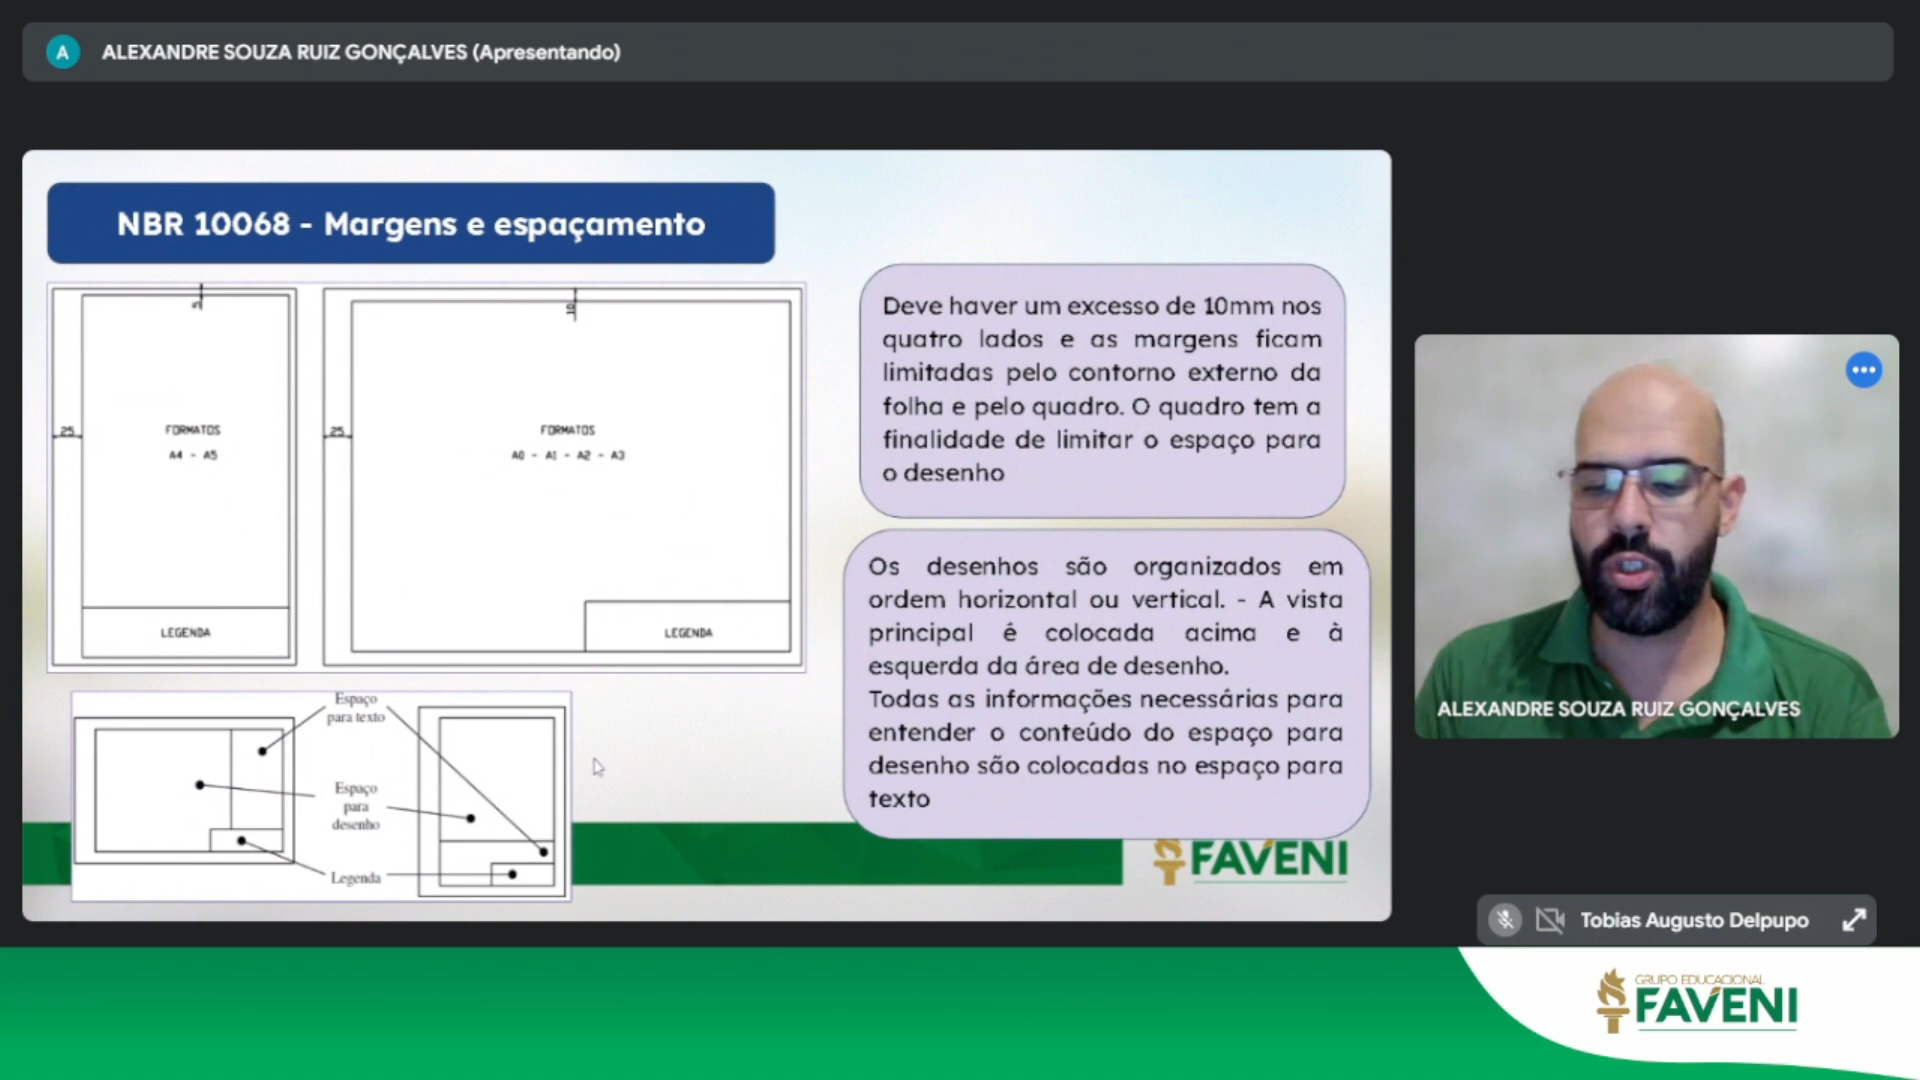 A ALEXANDRE SOUZA RUIZ GONÇALVES (Apresentando)
NBR 10068 - Margens e espaçamento
5
10
25
25
FORMATOS
A4 - A5
FORMATOS
A0 - A1 - A2 - A3
LEGENDA
LEGENDA
Espaço
para texto
Espaço
para
desenho
Legenda
Deve haver um excesso de 10mm nos
quatro lados e as margens ficam
limitadas pelo contorno externo da
folha e pelo quadro. O quadro tem a
finalidade de limitar o espaço para
o desenho
Os desenhos são organizados em
ordem horizontal ou vertical. - A vista
principal é colocada acima e à
esquerda da área de desenho.
Todas as informações necessárias para
entender o conteúdo do espaço para
desenho são colocadas no espaço para
texto
FAVENI
ALEXANDRE SOUZA RUIZ GONÇALVES
Tobias Augusto Delpupo
GRUPO EDUCACIONAL
FAVENI